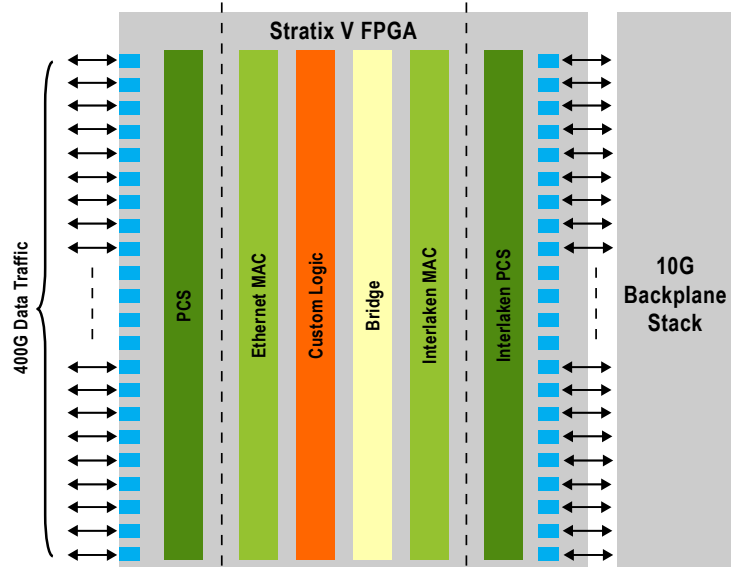 Stratix V FPGA
400G Data Traffic
PCS
Ethernet MAC
Custom Logic
Bridge
Interlaken MAC
Interlaken PCS
10G
Backplane
Stack